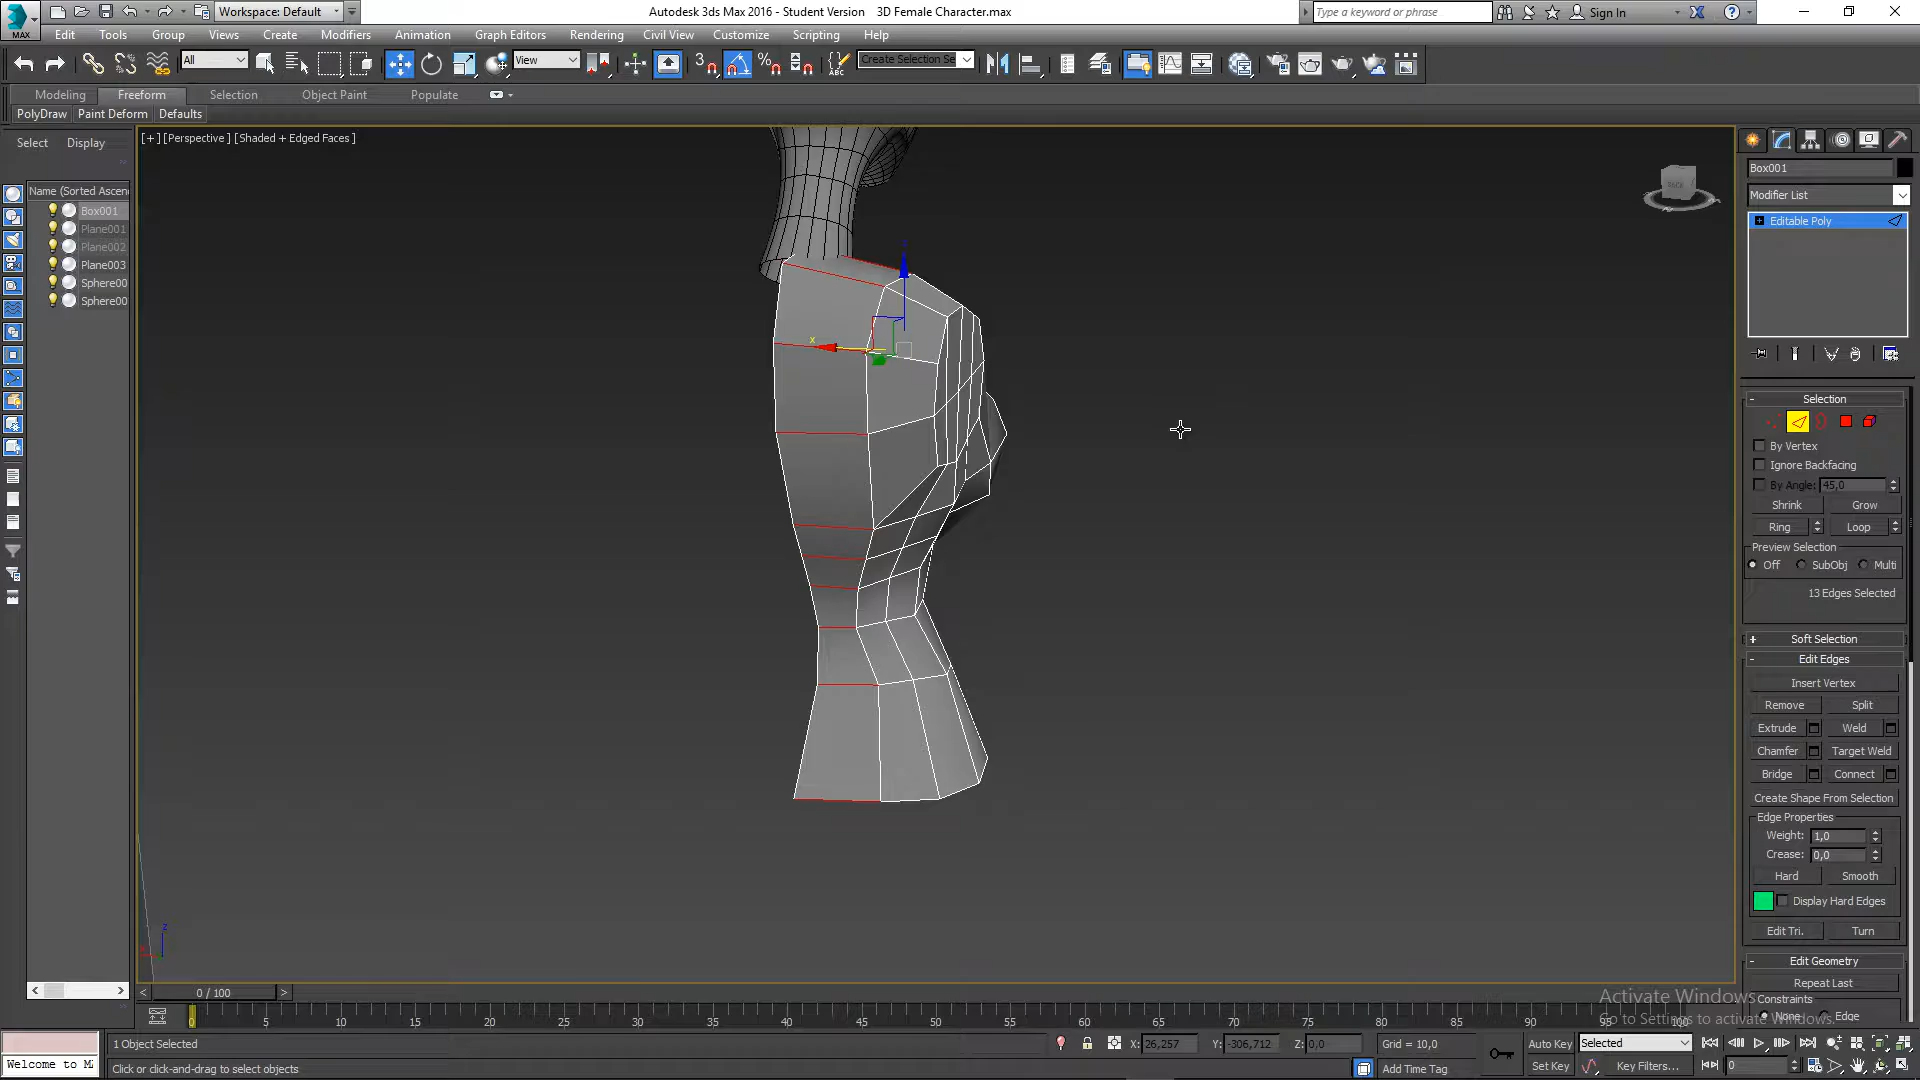 Autodesk 3ds Max 2016 - Student Version    3D Female Character.max
Workspace: Default
Type a keyword or phrase
Sign In
MAX
Edit
Tools
Group
Views
Create
Modifiers
Animation
Graph Editors
Rendering
Civil View
Customize
Scripting
Help
All
View
3
ABC
Create Selection Se
Modeling
Freeform
Selection
Object Paint
Populate
PolyDraw
Paint Deform
Defaults
Select
Display
[+] [Perspective ] [Shaded + Edged Faces ]
Name (Sorted Ascen
Box001
Plane001
Plane002
Plane003
Sphere00
Sphere00
x
z
Box001
Modifier List
Editable Poly
- Selection
By Vertex
Ignore Backfacing
By Angle: 45,0
Shrink
Grow
Ring
Loop
Preview Selection
Off
SubObj
Multi
13 Edges Selected
+ Soft Selection
- Edit Edges
Insert Vertex
Remove
Split
Extrude
Weld
Chamfer
Target Weld
Bridge
Connect
Create Shape From Selection
Edge Properties
Weight: 1,0
Crease: 0,0
Hard
Smooth
Display Hard Edges
Edit Tri.
Turn
- Edit Geometry
Repeat Last
Constraints
None
Edge
Activate Windows
Go to Settings to activate Windows.
0 / 100
0 5 10 15 20 25 30 35 40 45 50 55 60 65 70 75 80 85 90 95 100
1 Object Selected
X: 26,257
Y: -306,712
Z: 0,0
Grid = 10,0
Auto Key
Selected
Welcome to M
Click or click-and-drag to select objects
Add Time Tag
Set Key
Key Filters...
0